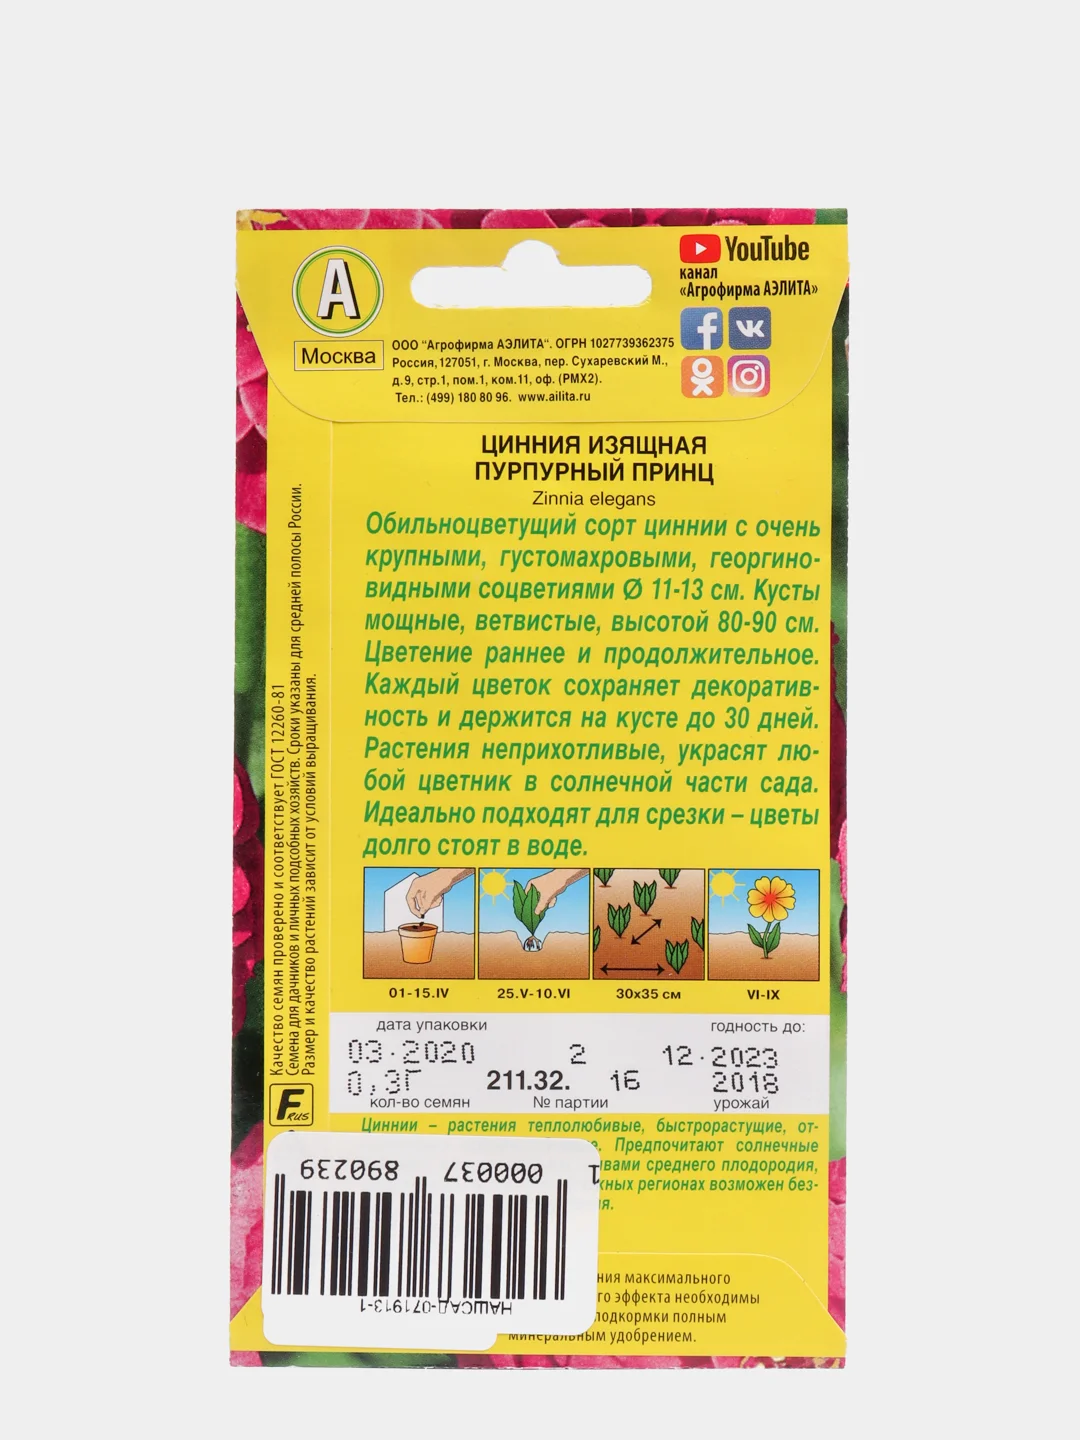 YouTube
канал
«Агрофирма АЭЛИТА»
А
Москва
ООО "Агрофирма АЭЛИТА". ОГРН 1027739362375
Россия, 127051, г. Москва, пер. Сухаревский М.,
д.9, стр.1, пом.1, ком.11, оф. (РМХ2).
Тел.: (499) 180 80 96. www.ailita.ru
ЦИННИЯ ИЗЯЩНАЯ
ПУРПУРНЫЙ ПРИНЦ
Zinnia elegans
Обильноцветущий сорт циннии с очень
крупными, густомахровыми, георгино-
видными соцветиями Ø 11-13 см. Кусты
мощные, ветвистые, высотой 80-90 см.
Цветение раннее и продолжительное.
Каждый цветок сохраняет декоратив-
ность и держится на кусте до 30 дней.
Растения неприхотливые, украсят лю-
бой цветник в солнечной части сада.
Идеально подходят для срезки – цветы
долго стоят в воде.
01-15.IV 25.V-10.VI 30х35 см VI-IX
дата упаковки годность до:
03.2020 2 12.2023
0,3Г 211.32. 16 2018
кол-во семян № партии урожай
Циннии – растения теплолюбивые, быстрорастущие, от-
Предпочитают солнечные
среднего плодородия,
регионах возможен без-
максимального
эффекта необходимы
подкормки полным
минеральным удобрением.
Качество семян проверено и соответствует ГОСТ 12260-81
Семена для дачников и личных подсобных хозяйств. Сроки указаны для средней полосы России.
Размер и качество растений зависит от условий выращивания.
F RUS
1 000037 890239
НАШСАД-071913-1